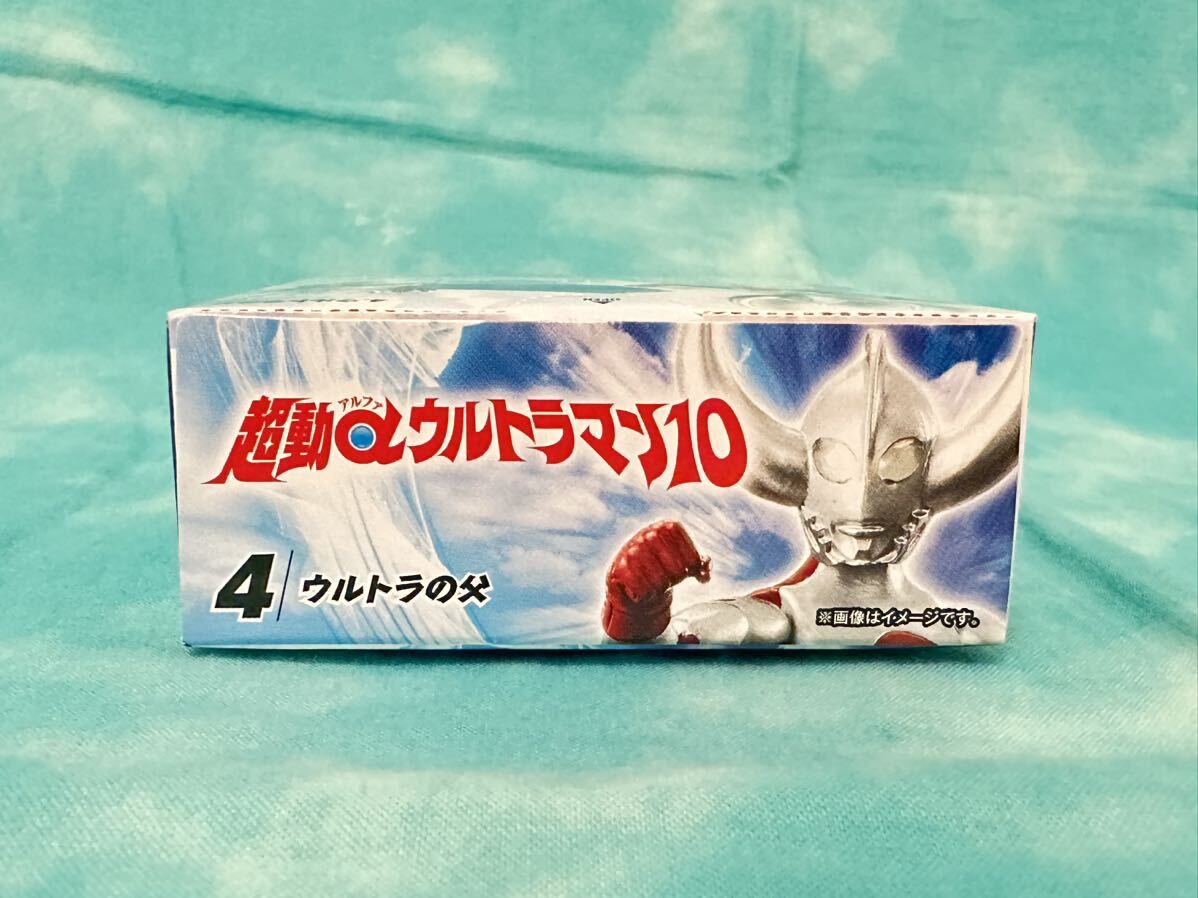 OPEN
アルファ
超動αウルトラマン10
4 ウルトラの父
※画像はイメージです。